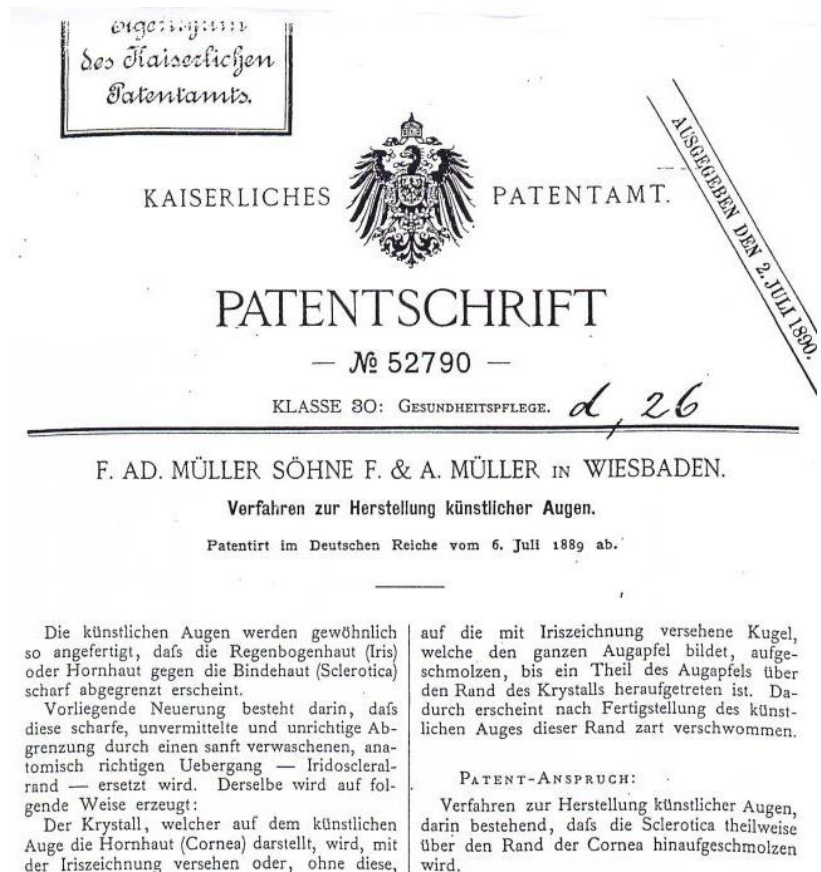 des Kaiserlichen
Patentamts.
AUSGEGEBEN DEN 2. JULI 1890.
KAISERLICHES PATENTAMT.
PATENTSCHRIFT
— № 52790 —
KLASSE 30: GESUNDHEITSPFLEGE. d, 26
F. AD. MÜLLER SÖHNE F. & A. MÜLLER IN WIESBADEN.
Verfahren zur Herstellung künstlicher Augen.
Patentirt im Deutschen Reiche vom 6. Juli 1889 ab.
Die künstlichen Augen werden gewöhnlich
so angefertigt, daſs die Regenbogenhaut (Iris)
oder Hornhaut gegen die Bindehaut (Sclerotica)
scharf abgegrenzt erscheint.
Vorliegende Neuerung besteht darin, daſs
diese scharfe, unvermittelte und unrichtige Ab-
grenzung durch einen sanft verwaschenen, ana-
tomisch richtigen Uebergang — Iridoscleral-
rand — ersetzt wird. Derselbe wird auf fol-
gende Weise erzeugt:
Der Krystall, welcher auf dem künstlichen
Auge die Hornhaut (Cornea) darstellt, wird, mit
der Iriszeichnung versehen oder, ohne diese,
auf die mit Iriszeichnung versehene Kugel,
welche den ganzen Augapfel bildet, aufge-
schmolzen, bis ein Theil des Augapfels über
den Rand des Krystalls heraufgetreten ist. Da-
durch erscheint nach Fertigstellung des künst-
lichen Auges dieser Rand zart verschwommen.
PATENT-ANSPRUCH:
Verfahren zur Herstellung künstlicher Augen,
darin bestehend, daſs die Sclerotica theilweise
über den Rand der Cornea hinaufgeschmolzen
wird.